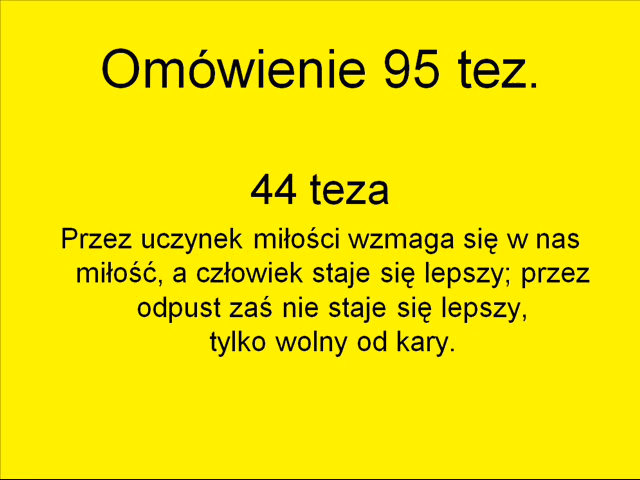 Omówienie 95 tez.
44 teza
Przez uczynek miłości wzmaga się w nas
miłość, a człowiek staje się lepszy; przez
odpust zaś nie staje się lepszy,
tylko wolny od kary.